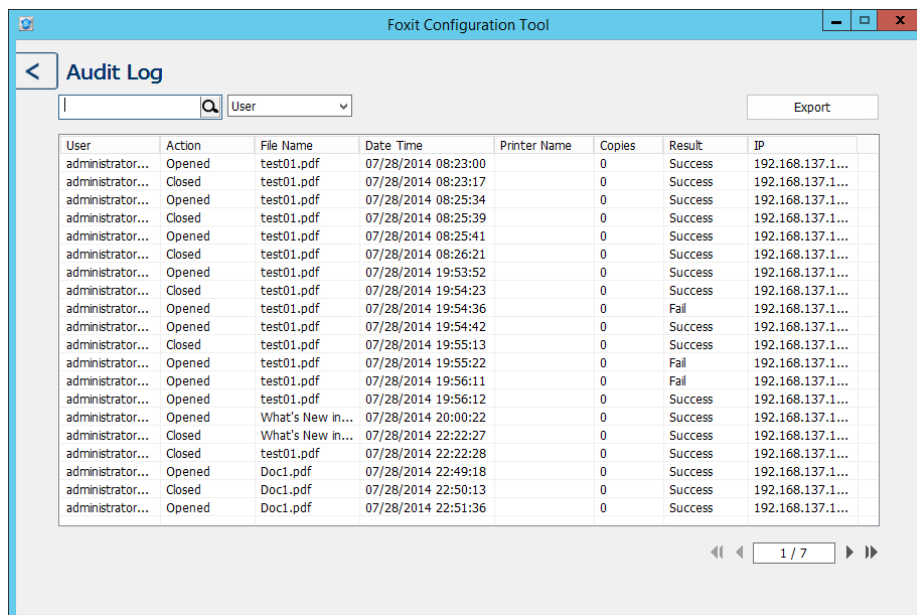 Foxit Configuration Tool
< Audit Log
User
Export
User Action File Name Date Time Printer Name Copies Result IP
administrator... Opened test01.pdf 07/28/2014 08:23:00 0 Success 192.168.137.1...
administrator... Closed test01.pdf 07/28/2014 08:23:17 0 Success 192.168.137.1...
administrator... Opened test01.pdf 07/28/2014 08:25:34 0 Success 192.168.137.1...
administrator... Closed test01.pdf 07/28/2014 08:25:39 0 Success 192.168.137.1...
administrator... Opened test01.pdf 07/28/2014 08:25:41 0 Success 192.168.137.1...
administrator... Closed test01.pdf 07/28/2014 08:26:21 0 Success 192.168.137.1...
administrator... Opened test01.pdf 07/28/2014 19:53:52 0 Success 192.168.137.1...
administrator... Closed test01.pdf 07/28/2014 19:54:23 0 Success 192.168.137.1...
administrator... Opened test01.pdf 07/28/2014 19:54:36 0 Fail 192.168.137.1...
administrator... Opened test01.pdf 07/28/2014 19:54:42 0 Success 192.168.137.1...
administrator... Closed test01.pdf 07/28/2014 19:55:13 0 Success 192.168.137.1...
administrator... Opened test01.pdf 07/28/2014 19:55:22 0 Fail 192.168.137.1...
administrator... Opened test01.pdf 07/28/2014 19:56:11 0 Fail 192.168.137.1...
administrator... Opened test01.pdf 07/28/2014 19:56:12 0 Success 192.168.137.1...
administrator... Opened What's New in... 07/28/2014 20:00:22 0 Success 192.168.137.1...
administrator... Closed What's New in... 07/28/2014 22:22:27 0 Success 192.168.137.1...
administrator... Closed test01.pdf 07/28/2014 22:22:28 0 Success 192.168.137.1...
administrator... Opened Doc1.pdf 07/28/2014 22:49:18 0 Success 192.168.137.1...
administrator... Closed Doc1.pdf 07/28/2014 22:50:13 0 Success 192.168.137.1...
administrator... Opened Doc1.pdf 07/28/2014 22:51:36 0 Success 192.168.137.1...
1 / 7